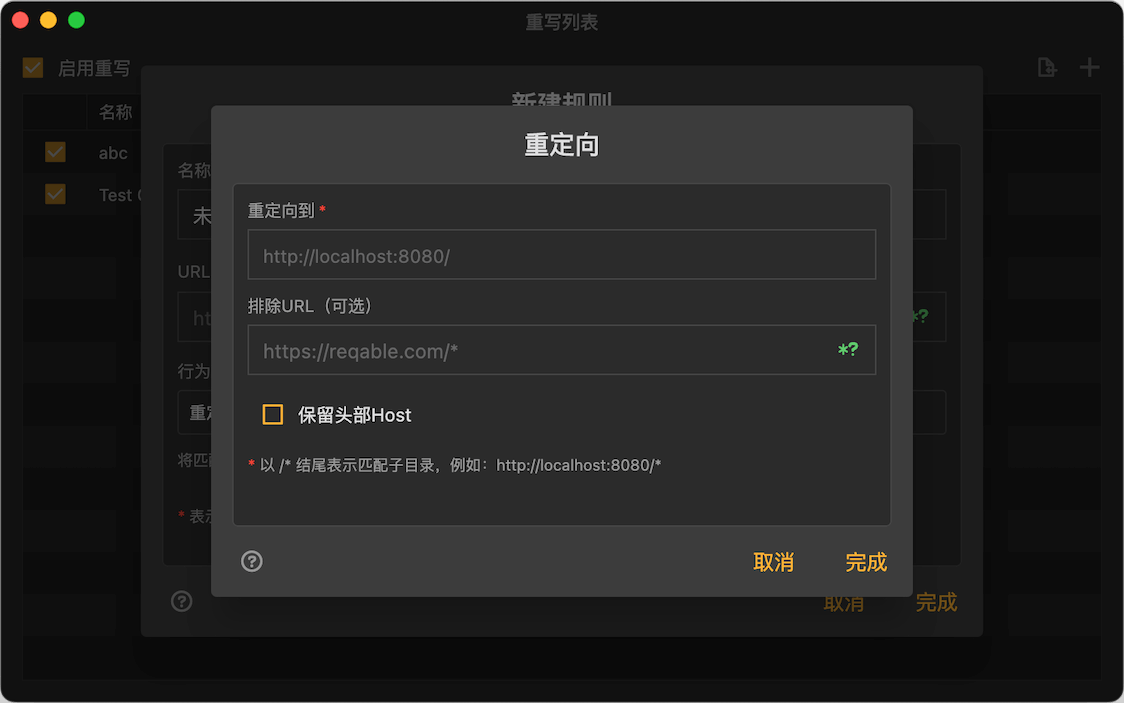 重写列表
启用重写
名称
abc
Test
新建规则
名称
未
URL
ht
*?
行为
重定
将匹配
* 表示
取消
完成
重定向
重定向到 *
http://localhost:8080/
排除URL（可选）
https://reqable.com/*
*?
保留头部Host
* 以 /* 结尾表示匹配子目录，例如：http://localhost:8080/*
取消
完成